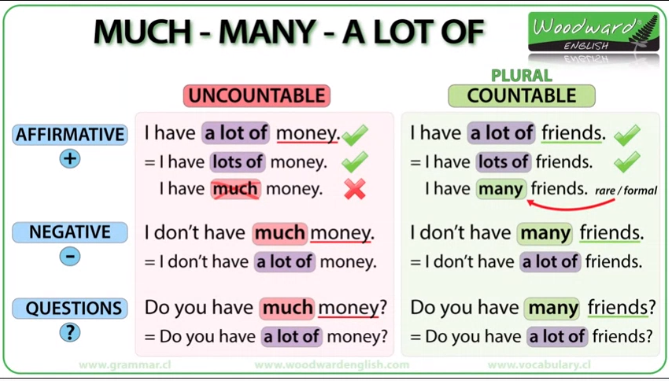 MUCH - MANY - A LOT OF
Woodward®
ENGLISH
UNCOUNTABLE
PLURAL
COUNTABLE
AFFIRMATIVE
+
I have a lot of money.
= I have lots of money.
I have much money.
I have a lot of friends.
= I have lots of friends.
I have many friends. rare / formal
NEGATIVE
–
I don't have much money.
= I don't have a lot of money.
I don't have many friends.
= I don't have a lot of friends.
QUESTIONS
?
Do you have much money?
= Do you have a lot of money?
Do you have many friends?
= Do you have a lot of friends?
www.grammar.cl
www.woodwardenglish.com
www.vocabulary.cl